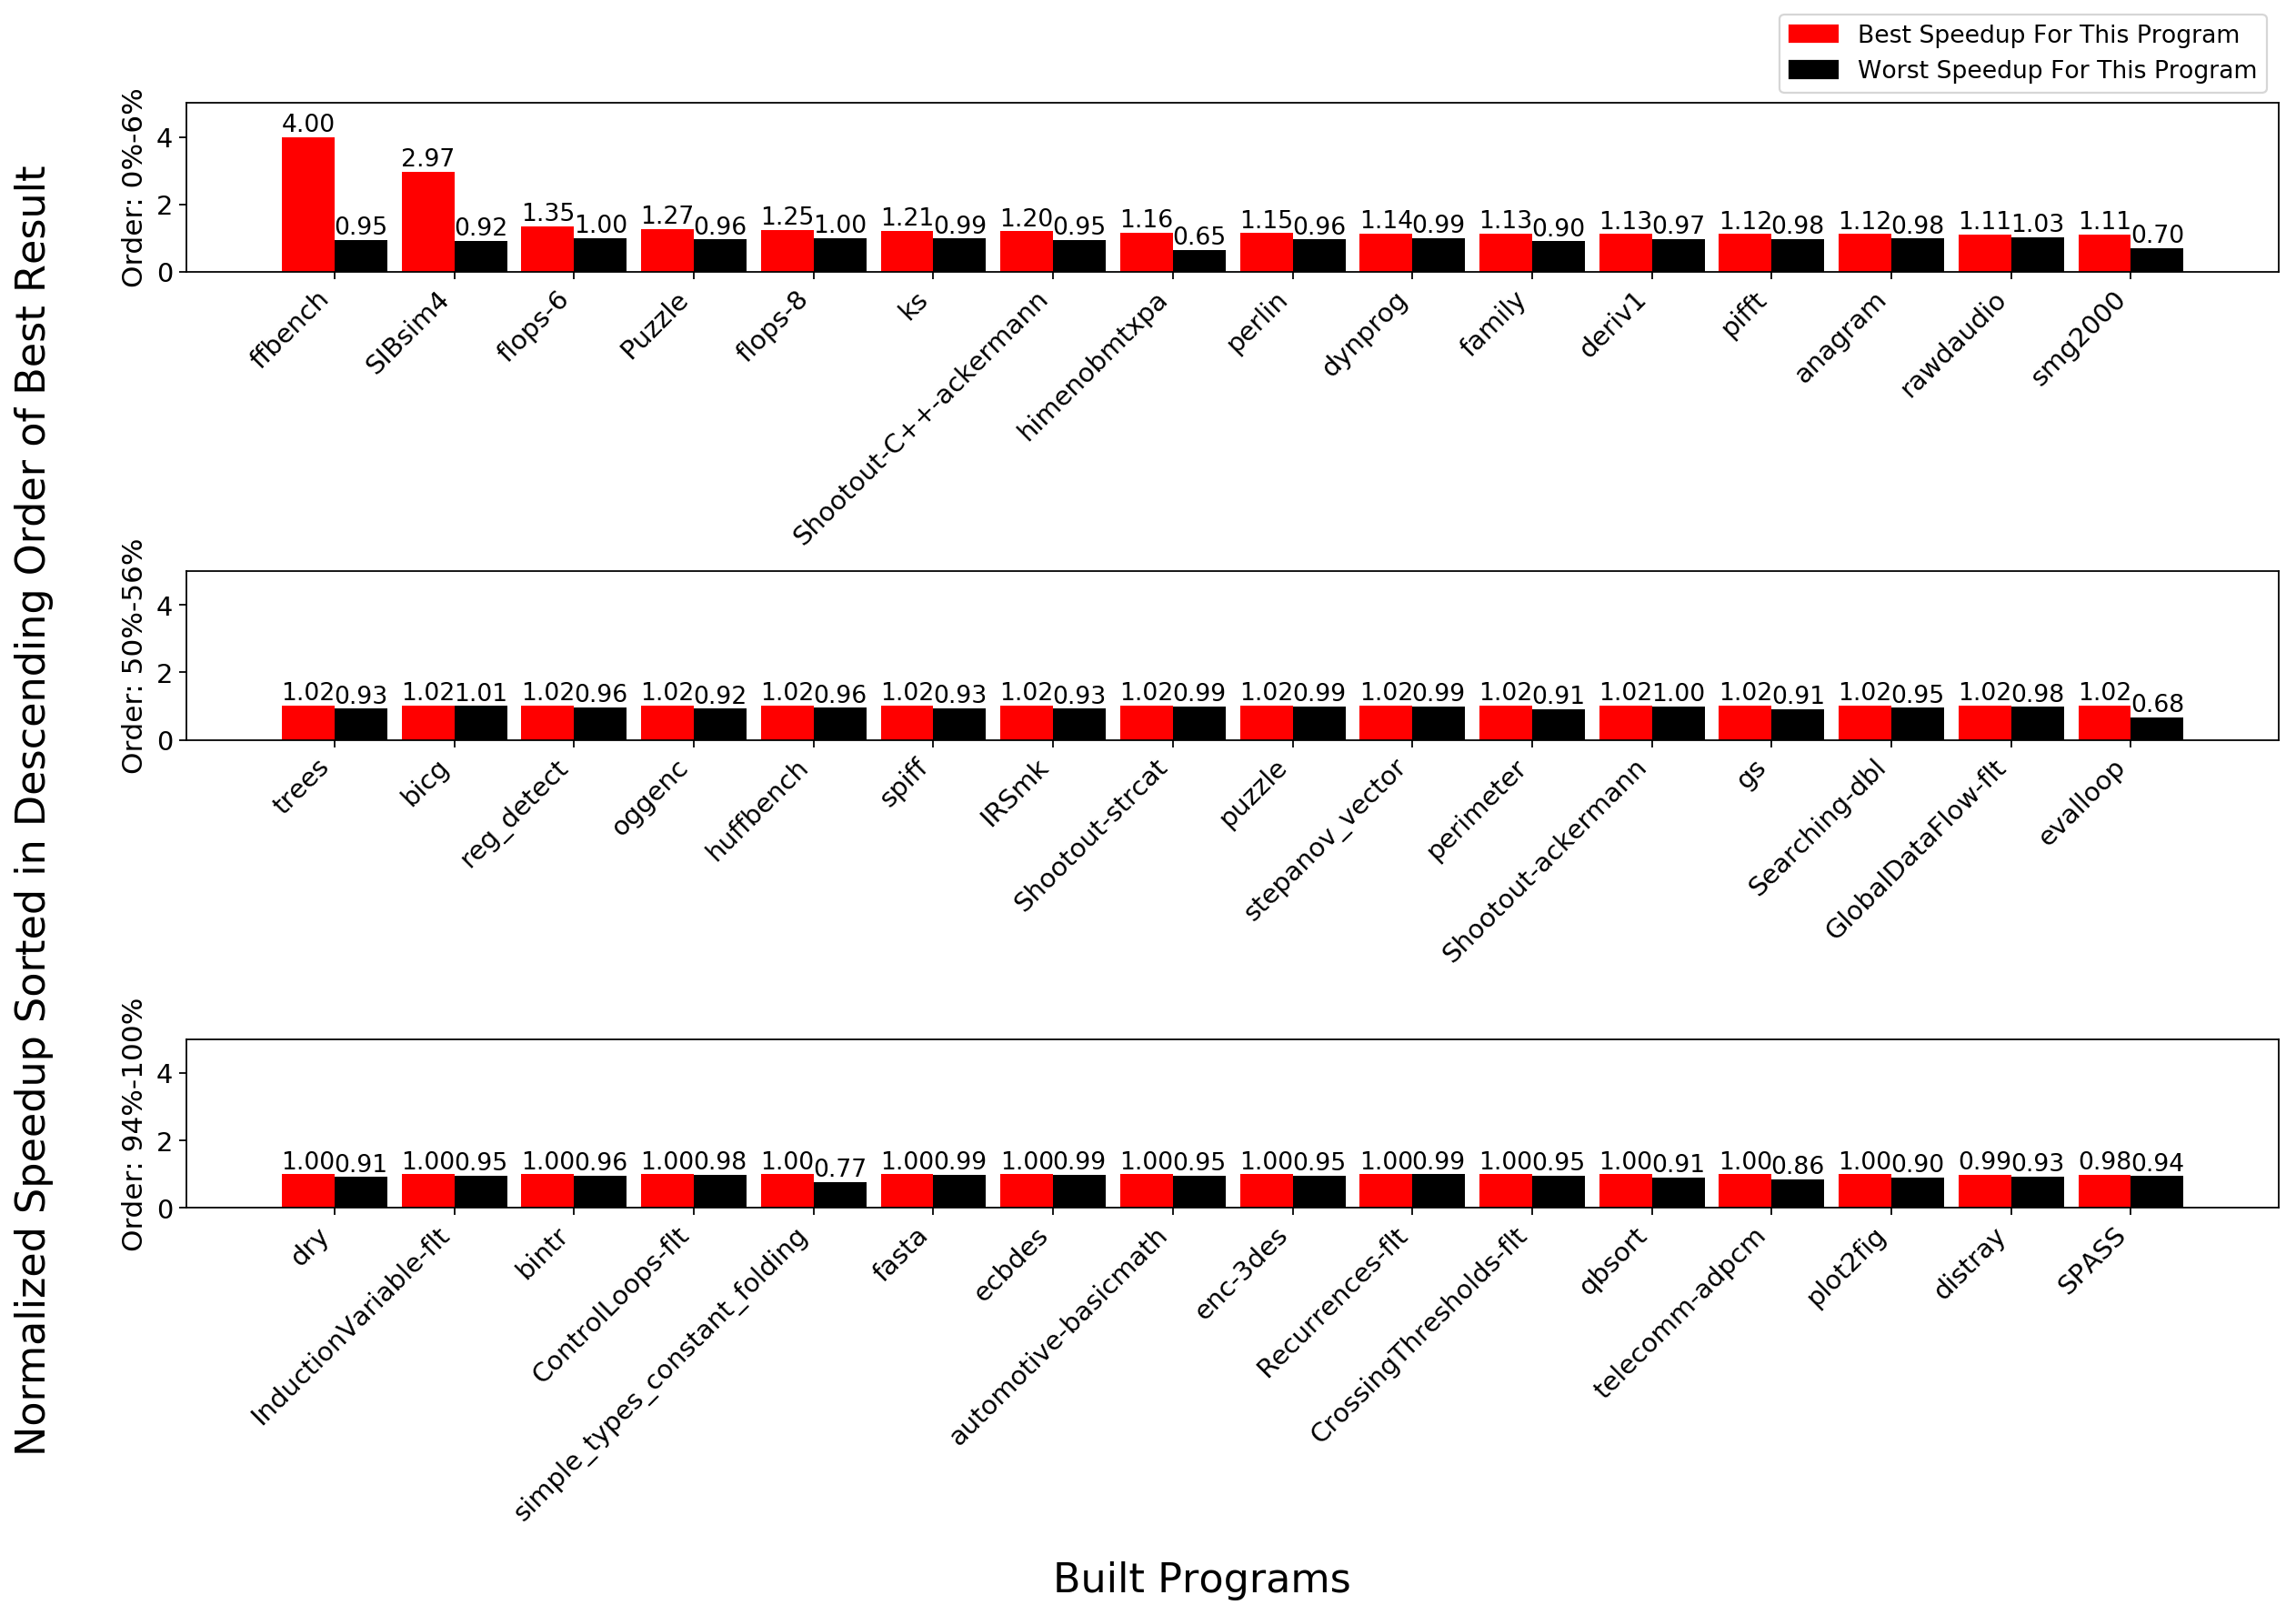 Best Speedup For This Program
Worst Speedup For This Program
Normalized Speedup Sorted in Descending Order of Best Result
Order: 0%-6%
4
2
0
4.00 0.95 2.97 0.92 1.35 1.00 1.27 0.96 1.25 1.00 1.21 0.99 1.20 0.95 1.16 0.65 1.15 0.96 1.14 0.99 1.13 0.90 1.13 0.97 1.12 0.98 1.12 0.98 1.11 1.03 1.11 0.70
ffbench
SIBsim4
flops-6
Puzzle
flops-8
ks
Shootout-C++-ackermann
himenobmtxpa
perlin
dynprog
family
deriv1
pifft
anagram
rawdaudio
smg2000
Order: 50%-56%
4
2
0
1.02 0.93 1.02 1.01 1.02 0.96 1.02 0.92 1.02 0.96 1.02 0.93 1.02 0.93 1.02 0.99 1.02 0.99 1.02 0.99 1.02 0.91 1.02 1.00 1.02 0.91 1.02 0.95 1.02 0.98 1.02 0.68
trees
bicg
reg_detect
oggenc
huffbench
spiff
IRSmk
Shootout-strcat
puzzle
stepanov_vector
perimeter
Shootout-ackermann
gs
Searching-dbl
GlobalDataFlow-flt
evalloop
Order: 94%-100%
4
2
0
1.00 0.91 1.00 0.95 1.00 0.96 1.00 0.98 1.00 0.77 1.00 0.99 1.00 0.99 1.00 0.95 1.00 0.95 1.00 0.99 1.00 0.95 1.00 0.91 1.00 0.86 1.00 0.90 0.99 0.93 0.98 0.94
dry
InductionVariable-flt
bintr
ControlLoops-flt
simple_types_constant_folding
fasta
ecbdes
automotive-basicmath
enc-3des
Recurrences-flt
CrossingThresholds-flt
qbsort
telecomm-adpcm
plot2fig
distray
SPASS
Built Programs